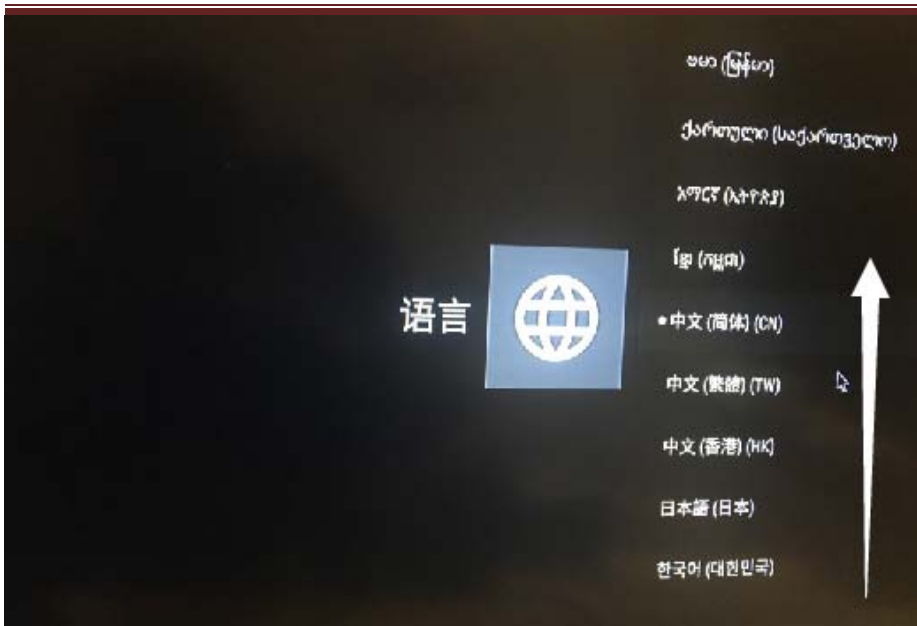 ဗမာ (မြန်မာ)
ქართული (საქართველო)
አማርኛ (ኢትዮጵያ)
ខ្មែរ (កម្ពុជា)
语言
中文 (简体) (CN)
中文 (繁體) (TW)
中文 (香港) (HK)
日本語 (日本)
한국어 (대한민국)